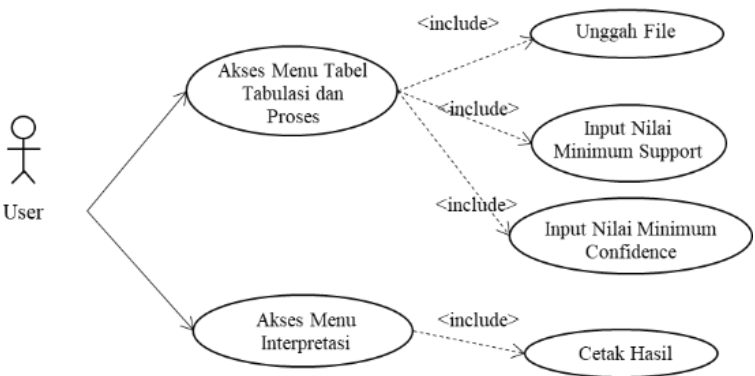 <include>
Unggah File
Akses Menu Tabel
Tabulasi dan
Proses
<include>
Input Nilai
Minimum Support
User
<include>
Input Nilai Minimum
Confidence
Akses Menu
Interpretasi
<include>
Cetak Hasil